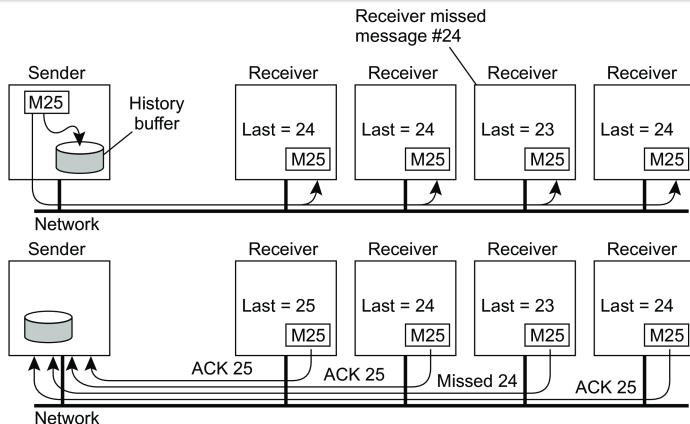 Receiver missed
message #24
Sender
Receiver
Receiver
Receiver
Receiver
M25
History
buffer
Last = 24
Last = 24
Last = 23
Last = 24
M25
M25
M25
M25
Network
Sender
Receiver
Receiver
Receiver
Receiver
Last = 25
Last = 24
Last = 23
Last = 24
M25
M25
M25
M25
ACK 25
ACK 25
Missed 24
ACK 25
Network